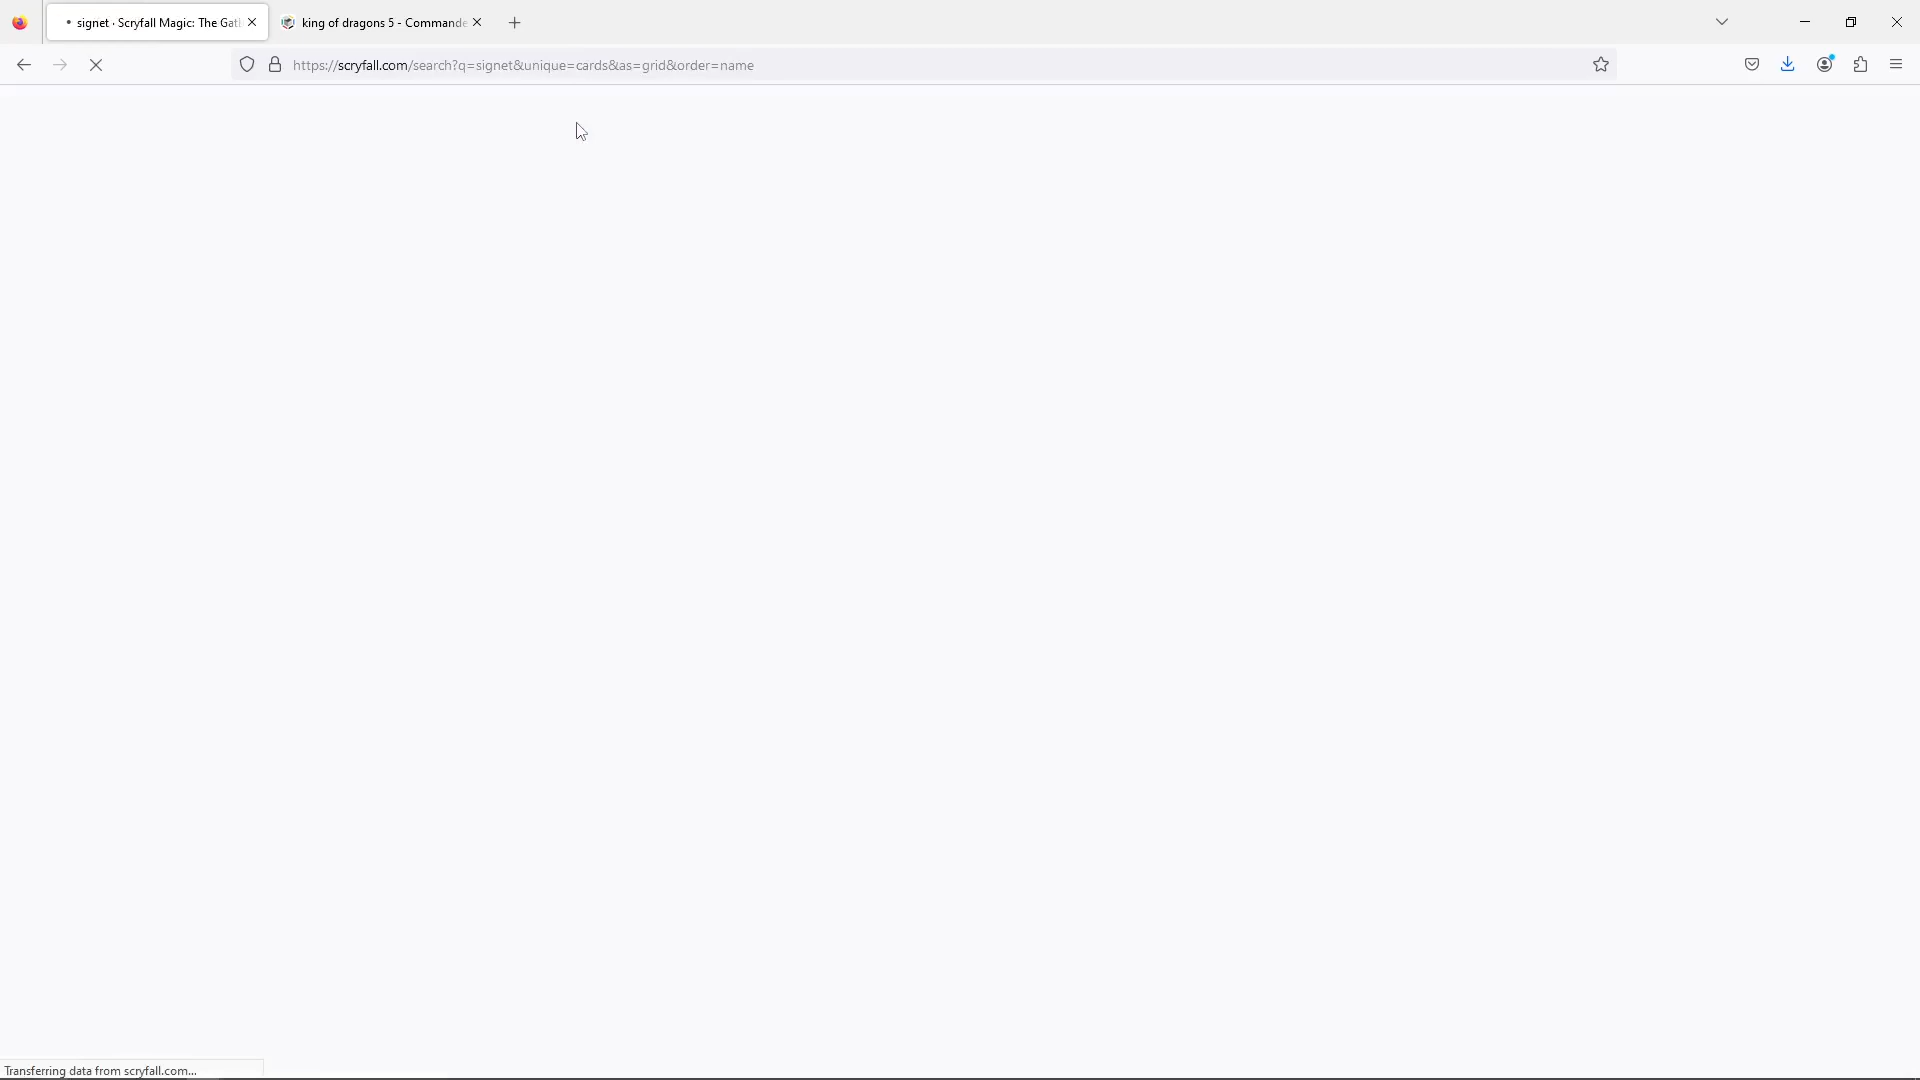 signet · Scryfall Magic: The Gat
king of dragons 5 - Commande
https://scryfall.com/search?q=signet&unique=cards&as=grid&order=name
Transferring data from scryfall.com...